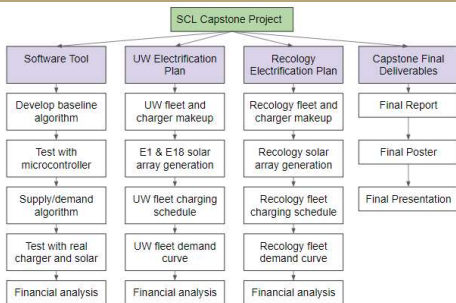 SCL Capstone Project
Software Tool
UW Electrification
Plan
Recology
Electrification Plan
Capstone Final
Deliverables
Develop baseline
algorithm
UW fleet and
charger makeup
Recology fleet and
charger makeup
Final Report
Test with
microcontroller
E1 & E18 solar
array generation
Recology solar
array generation
Final Poster
Supply/demand
algorithm
UW fleet charging
schedule
Recology fleet
charging schedule
Final Presentation
Test with real
charger and solar
UW fleet demand
curve
Recology fleet
demand curve
Financial analysis
Financial analysis
Financial analysis